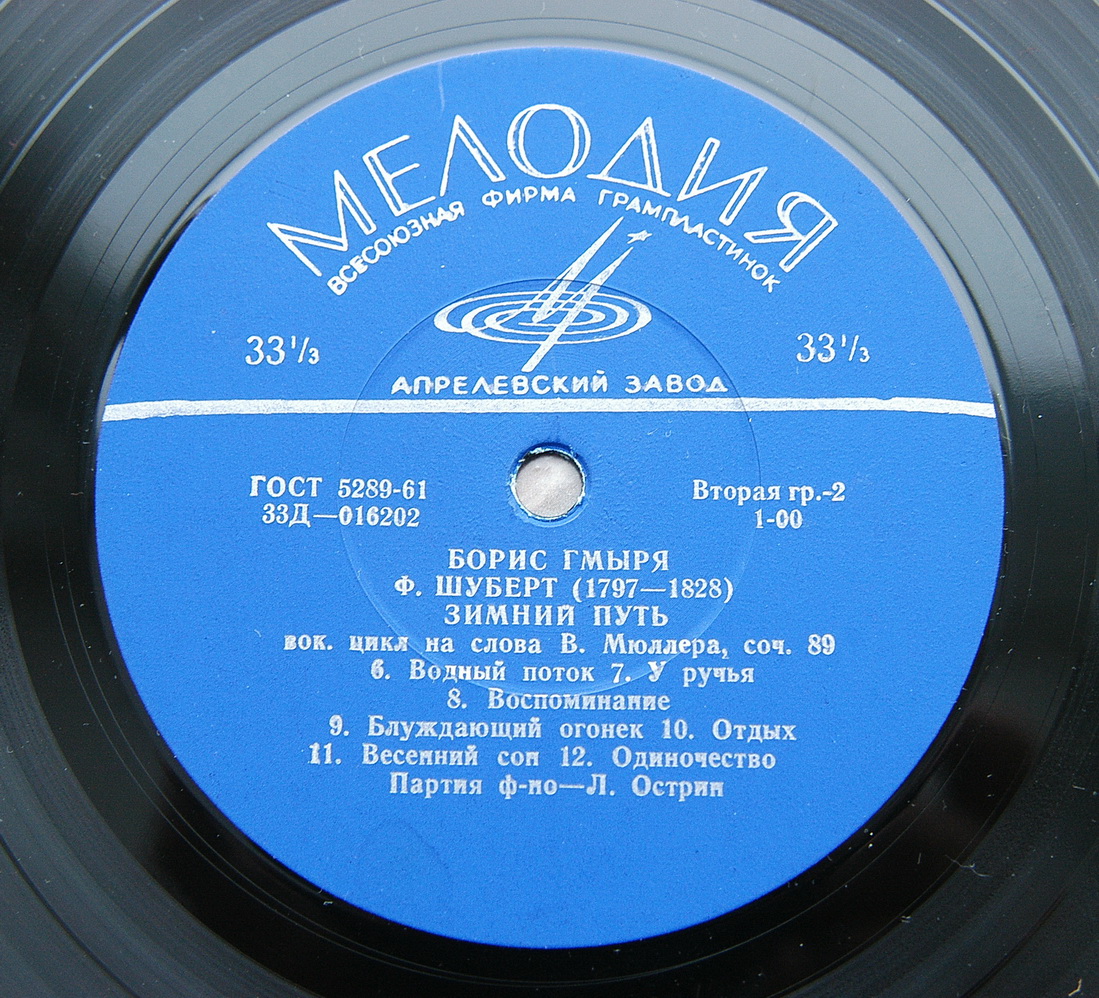 МЕЛОДИЯ
ВСЕСОЮЗНАЯ ФИРМА ГРАМПЛАСТИНОК
33 1/3
33 1/3
АПРЕЛЕВСКИЙ ЗАВОД
ГОСТ 5289-61
33Д—016202
Вторая гр.-2
1-00
БОРИС ГМЫРЯ
Ф. ШУБЕРТ (1797—1828)
ЗИМНИЙ ПУТЬ
вок. цикл на слова В. Мюллера, соч. 89
6. Водный поток 7. У ручья
8. Воспоминание
9. Блуждающий огонек 10. Отдых
11. Весенний сон 12. Одиночество
Партия ф-по—Л. Острин